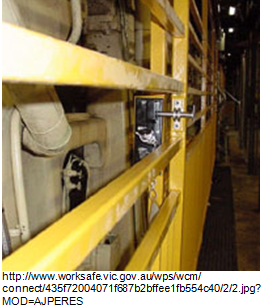 http://www.worksafe.vic.gov.au/wps/wcm/
connect/435f72004071f687b2bffee1fb554c40/2/2.jpg?
MOD=AJPERES